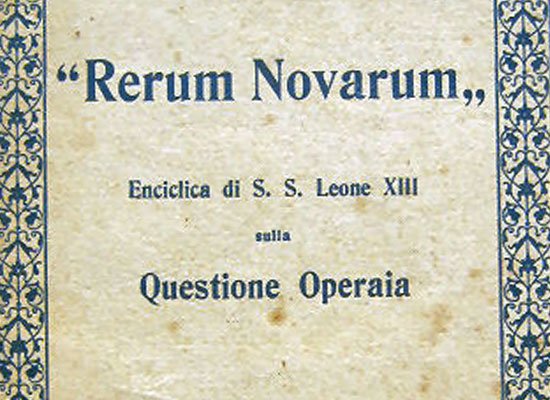 “Rerum Novarum„
Enciclica di S. S. Leone XIII
sulla
Questione Operaia